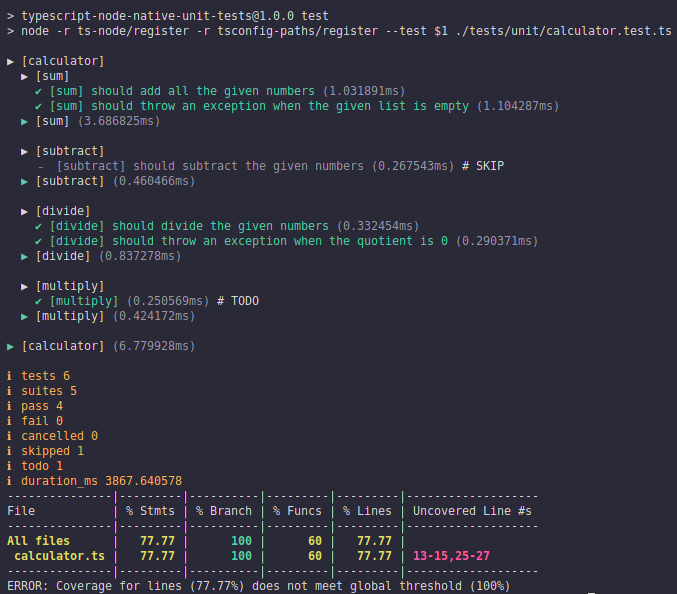 > typescript-node-native-unit-tests@1.0.0 test
> node -r ts-node/register -r tsconfig-paths/register --test $1 ./tests/unit/calculator.test.ts
▶ [calculator]
▶ [sum]
✔ [sum] should add all the given numbers (1.031891ms)
✔ [sum] should throw an exception when the given list is empty (1.104287ms)
▶ [sum] (3.686825ms)
▶ [subtract]
﹣ [subtract] should subtract the given numbers (0.267543ms) # SKIP
▶ [subtract] (0.460466ms)
▶ [divide]
✔ [divide] should divide the given numbers (0.332454ms)
✔ [divide] should throw an exception when the quotient is 0 (0.290371ms)
▶ [divide] (0.837278ms)
▶ [multiply]
✔ [multiply] (0.250569ms) # TODO
▶ [multiply] (0.424172ms)
▶ [calculator] (6.779928ms)
ℹ tests 6
ℹ suites 5
ℹ pass 4
ℹ fail 0
ℹ cancelled 0
ℹ skipped 1
ℹ todo 1
ℹ duration_ms 3867.640578
---------------|---------|----------|---------|---------|-------------------
File           | % Stmts | % Branch | % Funcs | % Lines | Uncovered Line #s
---------------|---------|----------|---------|---------|-------------------
All files      |   77.77 |      100 |      60 |   77.77 |
 calculator.ts |   77.77 |      100 |      60 |   77.77 | 13-15,25-27
---------------|---------|----------|---------|---------|-------------------
ERROR: Coverage for lines (77.77%) does not meet global threshold (100%)